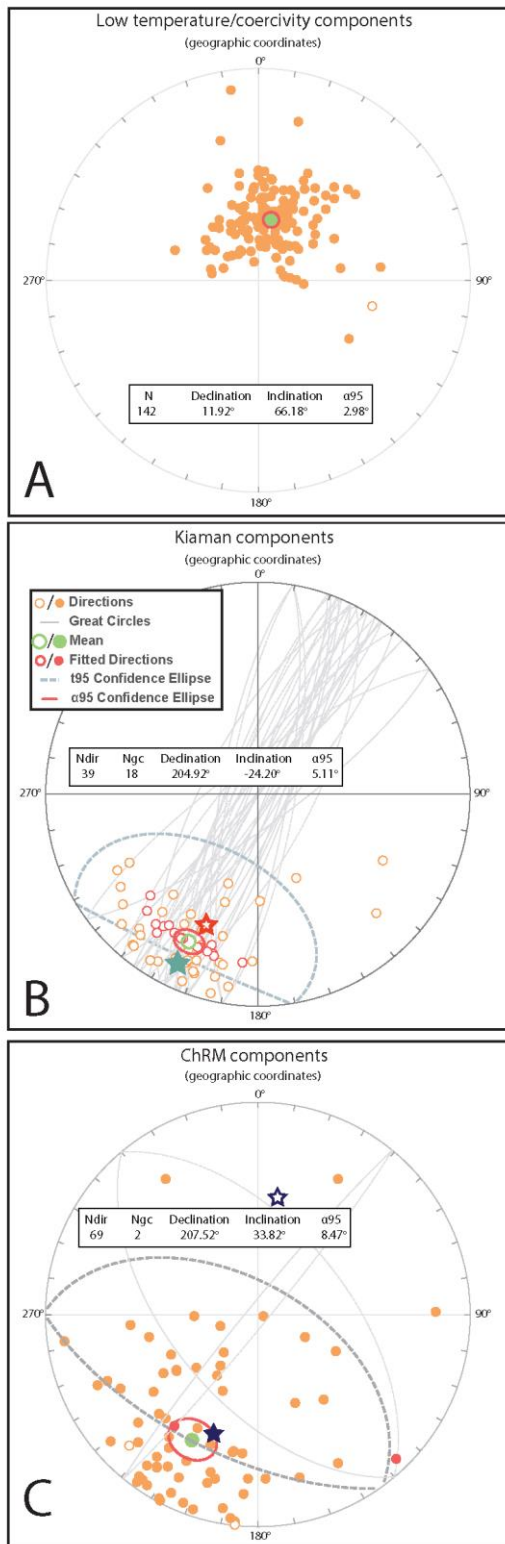 Low temperature/coercivity components
(geographic coordinates)
0°
270°
90°
N Declination Inclination α95
142 11.92° 66.18° 2.98°
A
180°
Kiaman components
(geographic coordinates)
0°
○/● Directions
Great Circles
○/● Mean
○/● Fitted Directions
t95 Confidence Ellipse
α95 Confidence Ellipse
Ndir Ngc Declination Inclination α95
39 18 204.92° -24.20° 5.11°
270°
90°
B
180°
ChRM components
(geographic coordinates)
0°
Ndir Ngc Declination Inclination α95
69 2 207.52° 33.82° 8.47°
270°
90°
C
180°